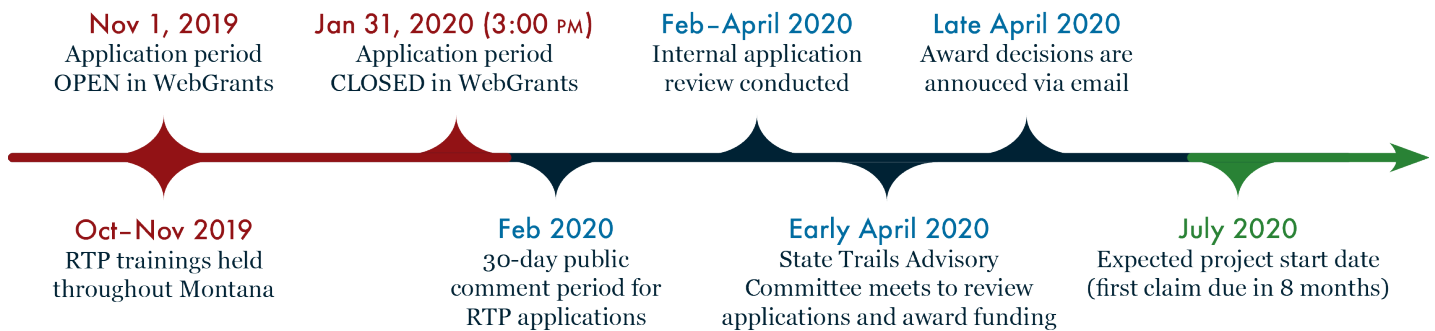 Nov 1, 2019
Application period
OPEN in WebGrants
Jan 31, 2020 (3:00 PM)
Application period
CLOSED in WebGrants
Feb–April 2020
Internal application
review conducted
Late April 2020
Award decisions are
annouced via email
Oct–Nov 2019
RTP trainings held
throughout Montana
Feb 2020
30-day public
comment period for
RTP applications
Early April 2020
State Trails Advisory
Committee meets to review
applications and award funding
July 2020
Expected project start date
(first claim due in 8 months)